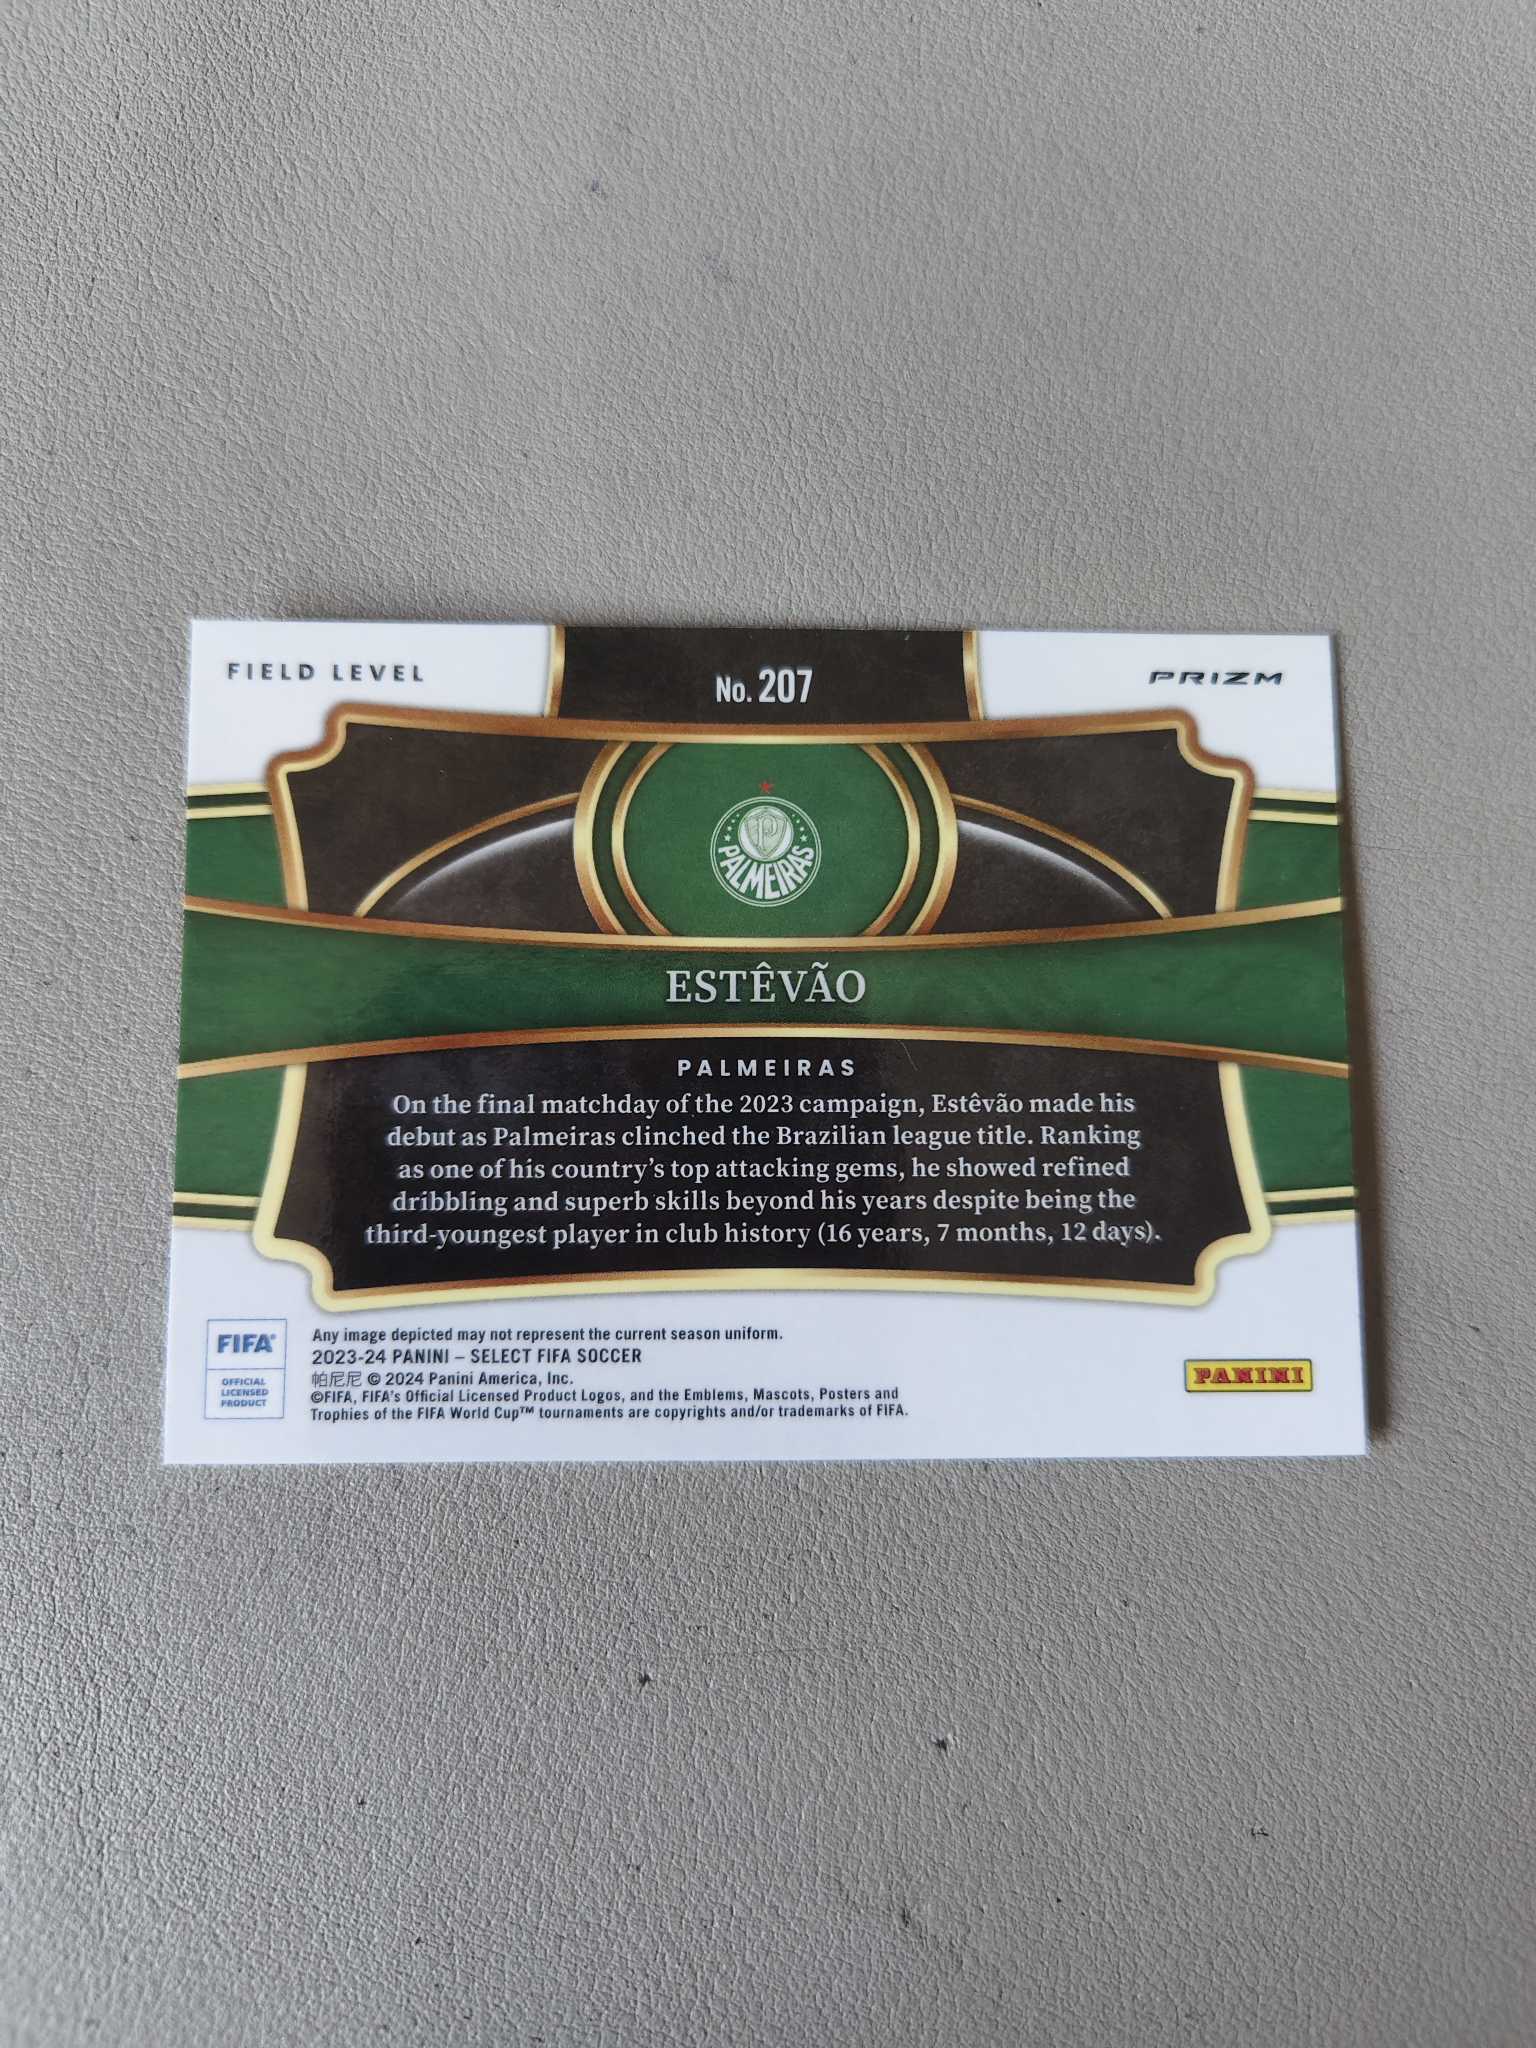 FIELD LEVEL
No. 207
PRIZM
P
PALMEIRAS
ESTÊVÃO
PALMEIRAS
On the final matchday of the 2023 campaign, Estêvão made his
debut as Palmeiras clinched the Brazilian league title. Ranking
as one of his country's top attacking gems, he showed refined
dribbling and superb skills beyond his years despite being the
third-youngest player in club history (16 years, 7 months, 12 days).
FIFA®
OFFICIAL
LICENSED
PRODUCT
Any image depicted may not represent the current season uniform.
2023-24 PANINI – SELECT FIFA SOCCER
帕尼尼 © 2024 Panini America, Inc.
©FIFA, FIFA's Official Licensed Product Logos, and the Emblems, Mascots, Posters and
Trophies of the FIFA World Cup™ tournaments are copyrights and/or trademarks of FIFA.
PANINI